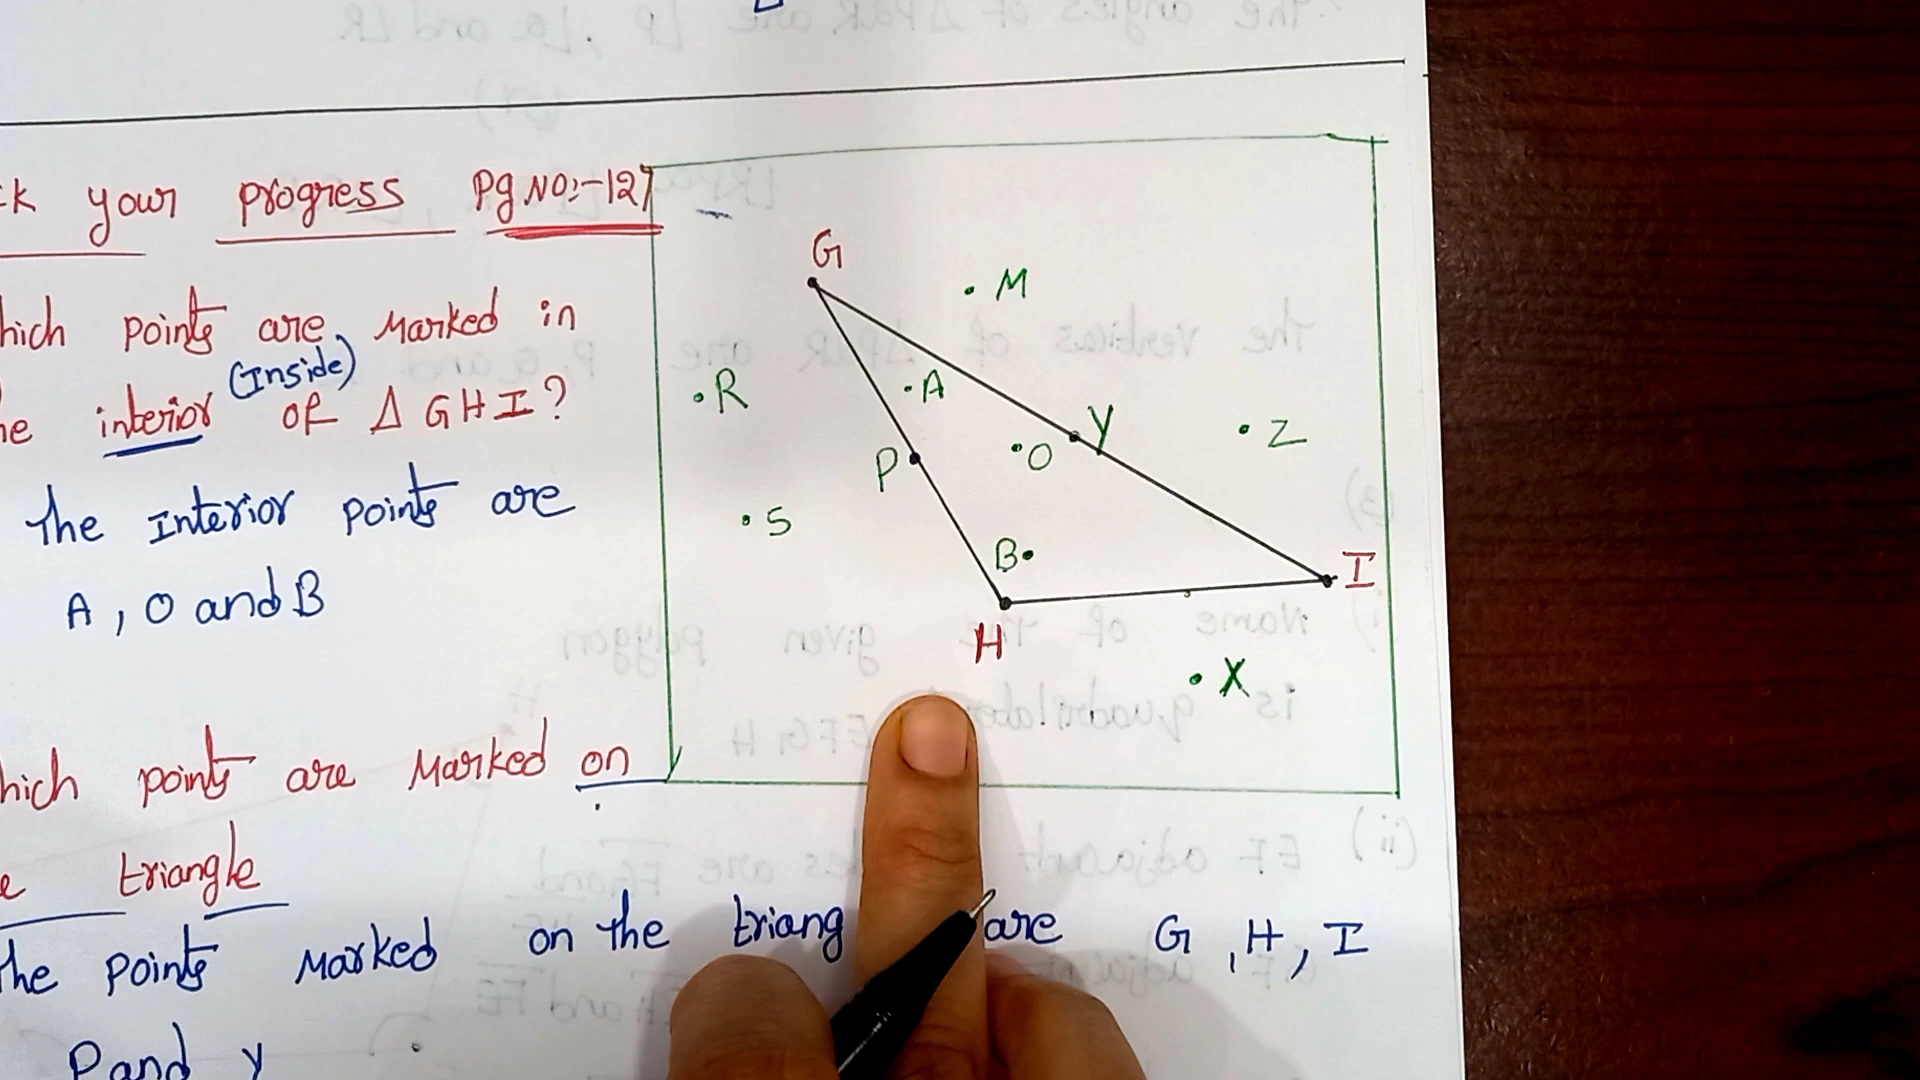 k your progress Pg NO:-127
hich points are Marked in
(Inside)
he interior of Δ GHI?
The Interior points are
A, O and B
hich points are Marked on
e triangle
The points Marked on the triang are G, H, I
P and Y
G
M
A
R
Y
Z
O
P
S
B
I
H
X